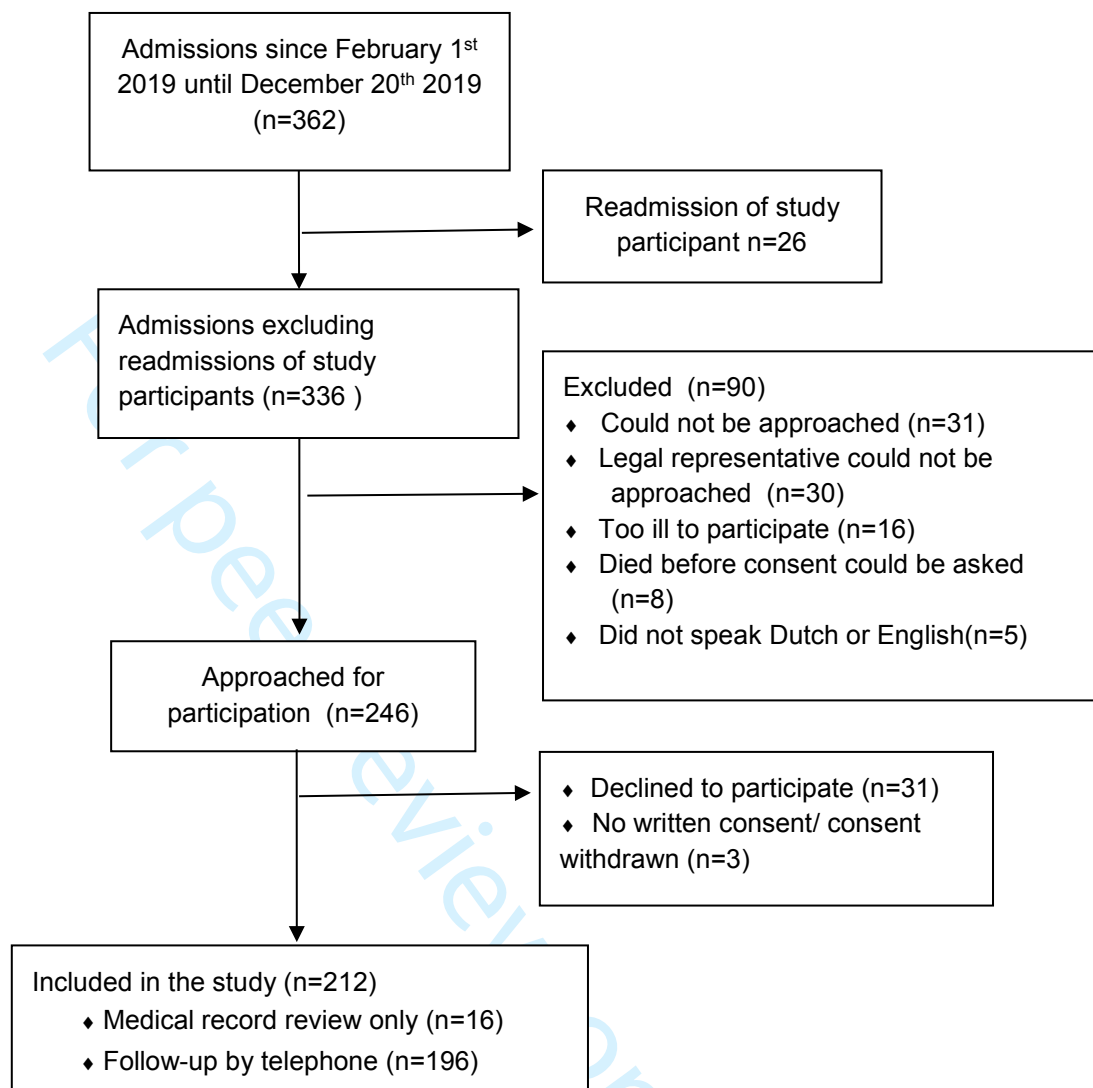 Admissions since February 1st
2019 until December 20th 2019
(n=362)
Readmission of study
participant n=26
Admissions excluding
readmissions of study
participants (n=336 )
Excluded  (n=90)
♦ Could not be approached (n=31)
♦ Legal representative could not be
approached  (n=30)
♦ Too ill to participate (n=16)
♦ Died before consent could be asked
(n=8)
♦ Did not speak Dutch or English(n=5)
Approached for
participation  (n=246)
♦ Declined to participate (n=31)
♦ No written consent/ consent
withdrawn (n=3)
Included in the study (n=212)
♦ Medical record review only (n=16)
♦ Follow-up by telephone (n=196)
For peer review on